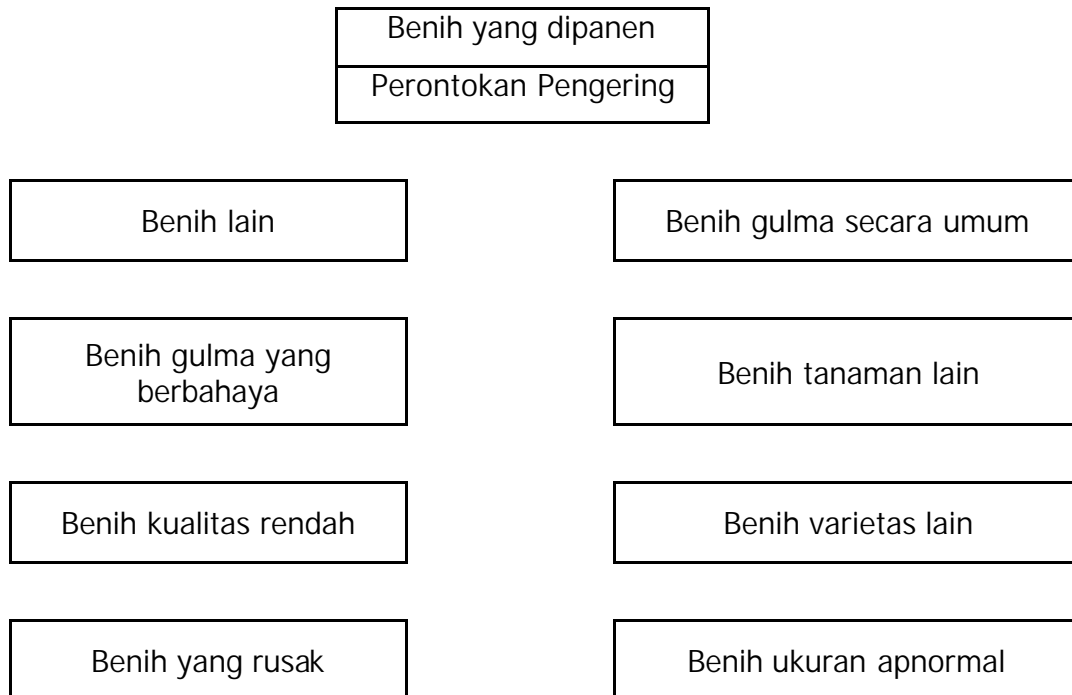 Benih yang dipanen
Perontokan Pengering
Benih lain
Benih gulma secara umum
Benih gulma yang
berbahaya
Benih tanaman lain
Benih kualitas rendah
Benih varietas lain
Benih yang rusak
Benih ukuran apnormal